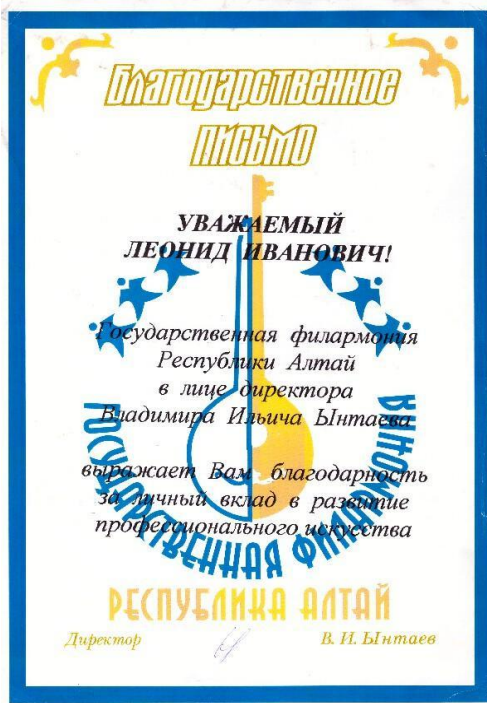 Благодарственное
ПИСЬМО
УВАЖАЕМЫЙ
ЛЕОНИД ИВАНОВИЧ!
Государственная филармония
Республики Алтай
в лице директора
Владимира Ильича Ынтаева
выражает Вам благодарность
за личный вклад в развитие
профессионального искусства
ГОСУДАРСТВЕННАЯ ФИЛАРМОНИЯ
РЕСПУБЛИКА АЛТАЙ
Директор В. И. Ынтаев